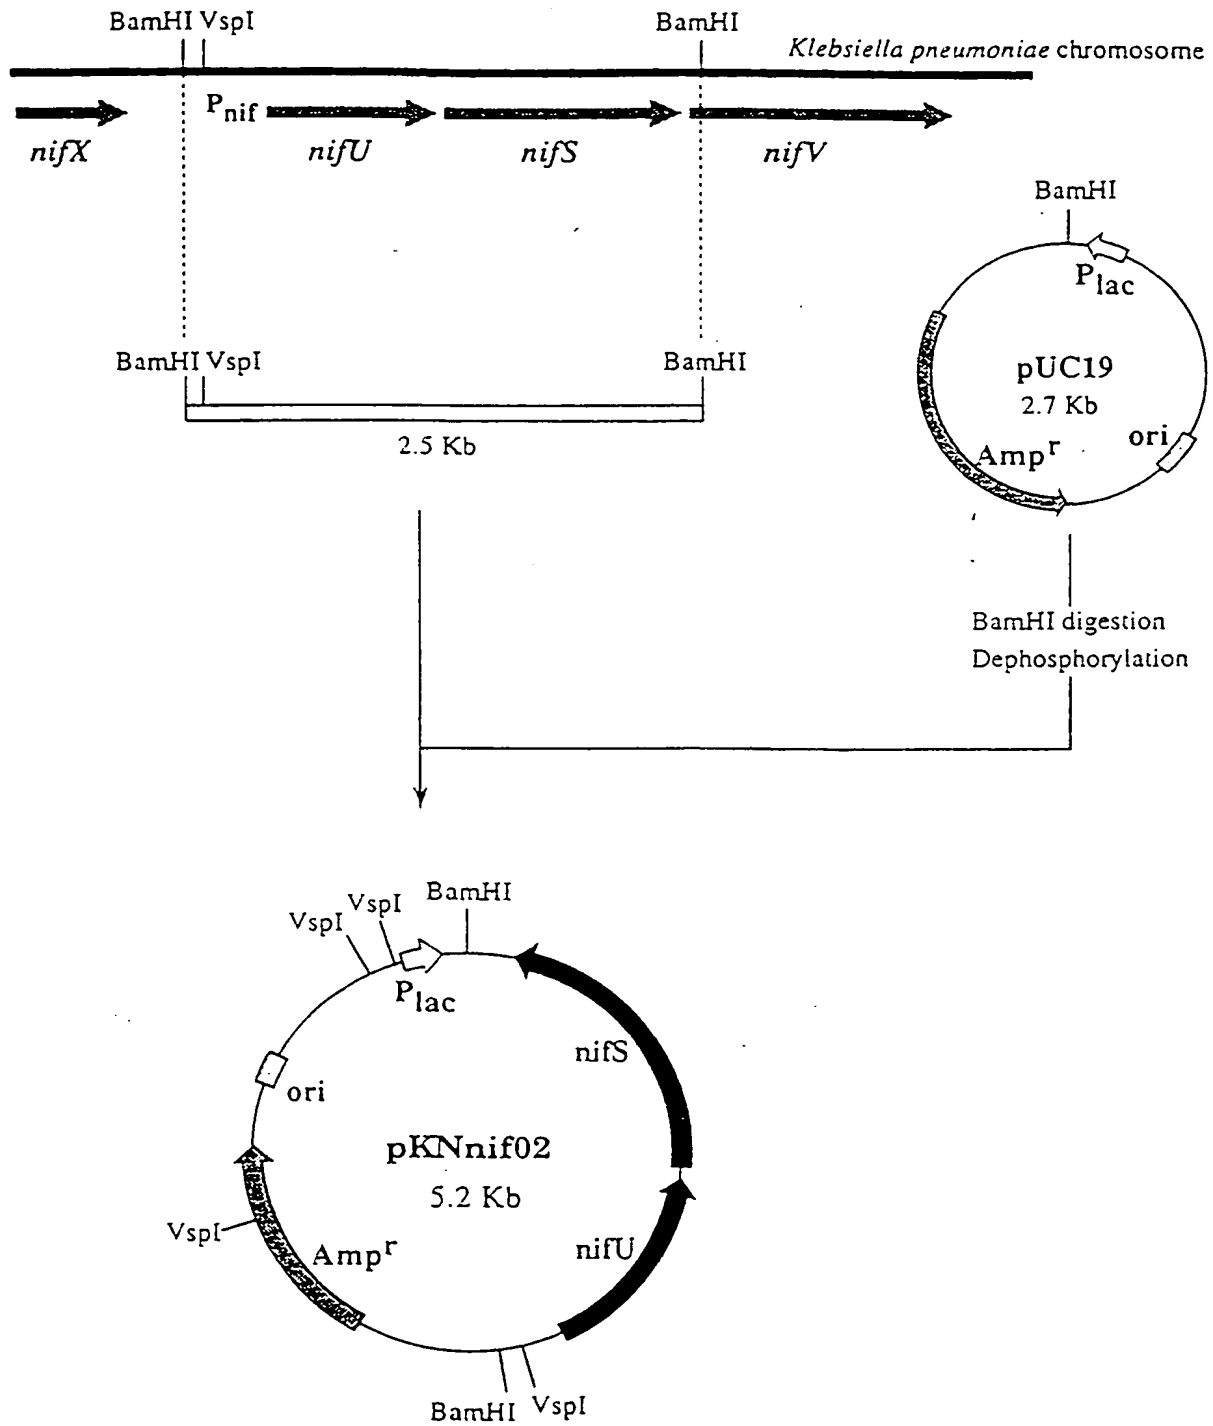 BamHI VspI
BamHI
Klebsiella pneumoniae chromosome
Pnif
nifX
nifU
nifS
nifV
BamHI
Plac
pUC19
2.7 Kb
ori
Ampr
BamHI VspI
BamHI
2.5 Kb
BamHI digestion
Dephosphorylation
VspI
VspI
BamHI
Plac
nifS
ori
pKNnif02
5.2 Kb
VspI
Ampr
nifU
BamHI
VspI